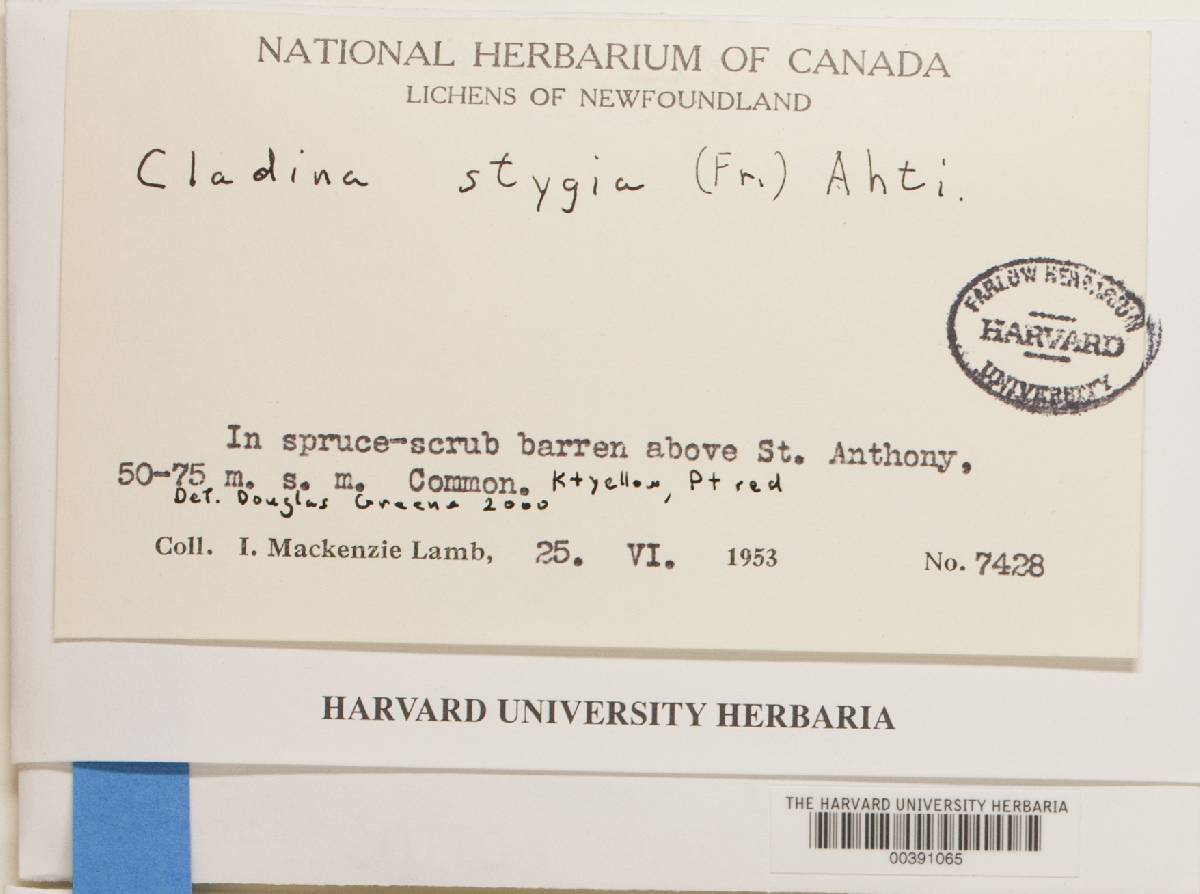 NATIONAL HERBARIUM OF CANADA
LICHENS OF NEWFOUNDLAND
Cladina stygia (Fr.) Ahti.
FARLOW HERBARIUM
HARVARD
UNIVERSITY
In spruce-scrub barren above St. Anthony,
50-75 m. s. m. Common. K+yellow, P+ red
Det. Douglas Greene 2000
Coll. I. Mackenzie Lamb, 25. VI. 1953 No. 7428
HARVARD UNIVERSITY HERBARIA
THE HARVARD UNIVERSITY HERBARIA
00391065